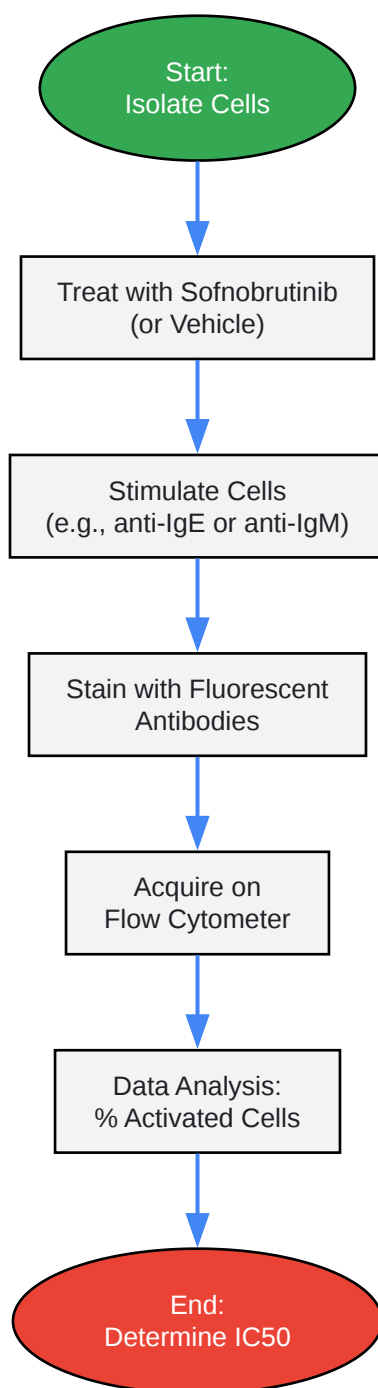 Start:
Isolate Cells
Treat with Sofnobrutinib
(or Vehicle)
Stimulate Cells
(e.g., anti-IgE or anti-IgM)
Stain with Fluorescent
Antibodies
Acquire on
Flow Cytometer
Data Analysis:
% Activated Cells
End:
Determine IC50